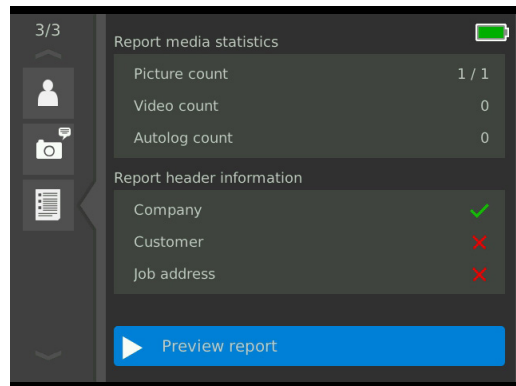 3/3
Report media statistics
Picture count 1 / 1
Video count 0
Autolog count 0
Report header information
Company
Customer
Job address
Preview report